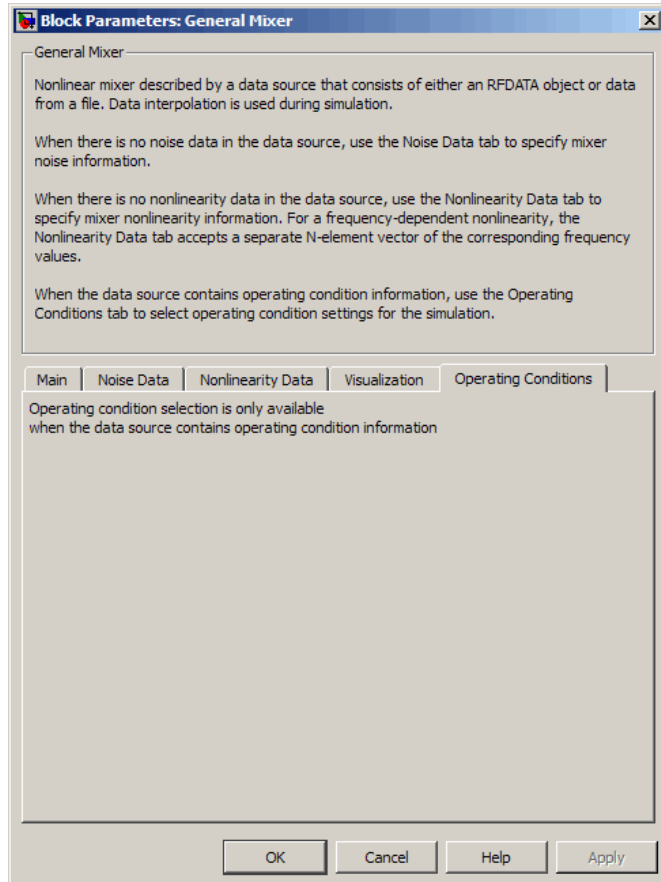 Block Parameters: General Mixer
General Mixer
Nonlinear mixer described by a data source that consists of either an RFDATA object or data
from a file. Data interpolation is used during simulation.
When there is no noise data in the data source, use the Noise Data tab to specify mixer
noise information.
When there is no nonlinearity data in the data source, use the Nonlinearity Data tab to
specify mixer nonlinearity information. For a frequency-dependent nonlinearity, the
Nonlinearity Data tab accepts a separate N-element vector of the corresponding frequency
values.
When the data source contains operating condition information, use the Operating
Conditions tab to select operating condition settings for the simulation.
Main Noise Data Nonlinearity Data Visualization Operating Conditions
Operating condition selection is only available
when the data source contains operating condition information
OK Cancel Help Apply